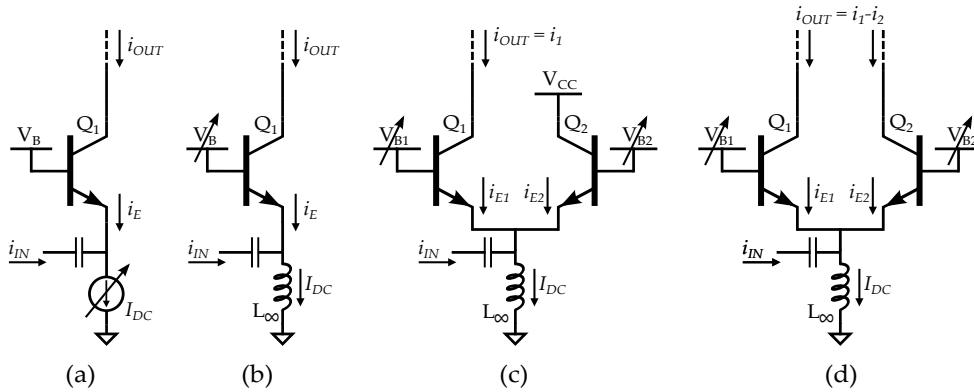 i_OUT
V_B
Q_1
i_E
i_IN
I_DC
(a)
i_OUT
V_B
Q_1
i_E
i_IN
I_DC
L_∞
(b)
i_OUT = i_1
V_CC
Q_1
Q_2
V_B1
V_B2
i_E1
i_E2
i_IN
I_DC
L_∞
(c)
i_OUT = i_1-i_2
Q_1
Q_2
V_B1
V_B2
i_E1
i_E2
i_IN
I_DC
L_∞
(d)